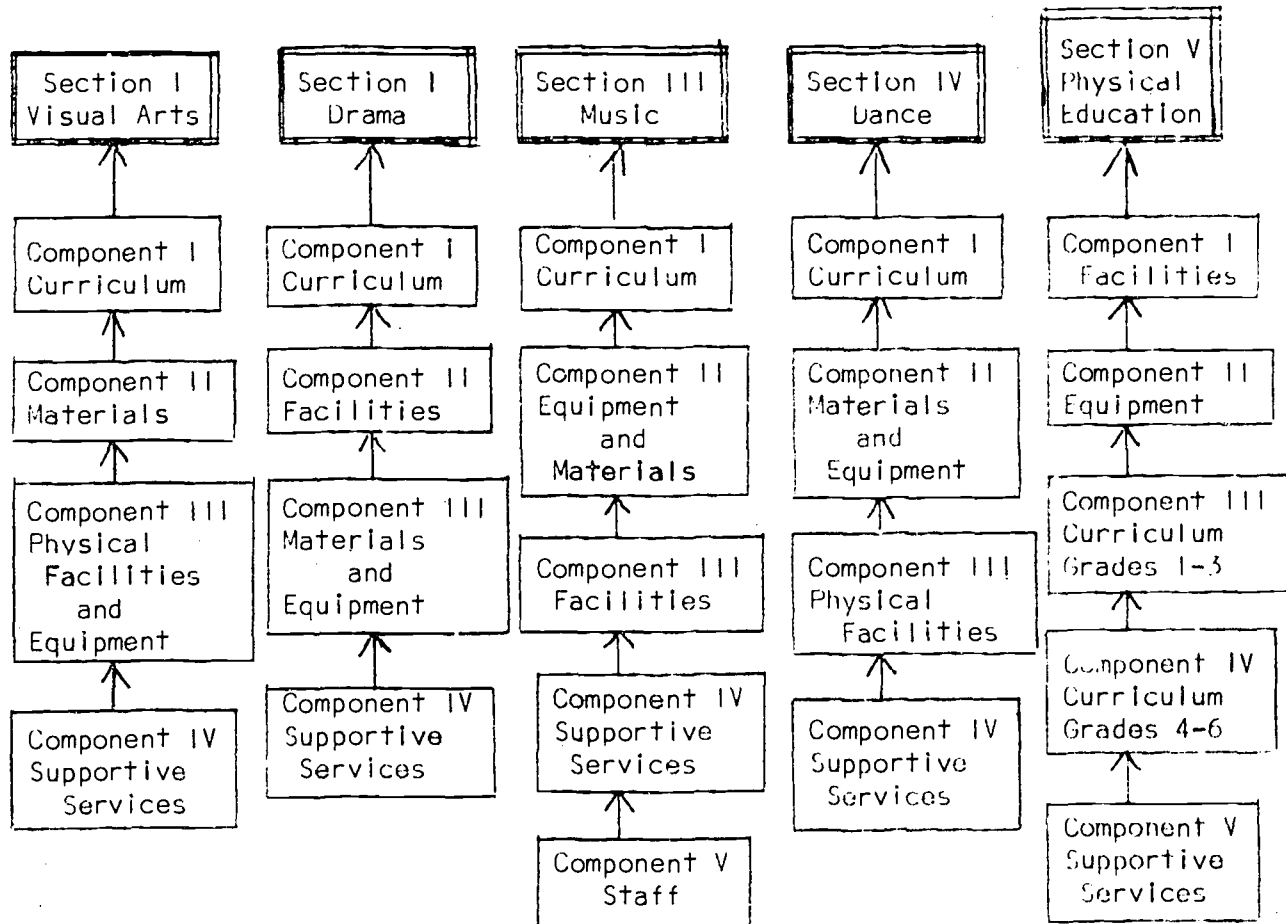 Section I
Visual Arts
Component I
Curriculum
Component II
Materials
Component III
Physical
Facilities
and
Equipment
Component IV
Supportive
Services
Section I
Drama
Component I
Curriculum
Component II
Facilities
Component III
Materials
and
Equipment
Component IV
Supportive
Services
Section III
Music
Component I
Curriculum
Component II
Equipment
and
Materials
Component III
Facilities
Component IV
Supportive
Services
Component V
Staff
Section IV
Dance
Component I
Curriculum
Component II
Materials
and
Equipment
Component III
Physical
Facilities
Component IV
Supportive
Services
Section V
Physical
Education
Component I
Facilities
Component II
Equipment
Component III
Curriculum
Grades 1-3
Component IV
Curriculum
Grades 4-6
Component V
Supportive
Services